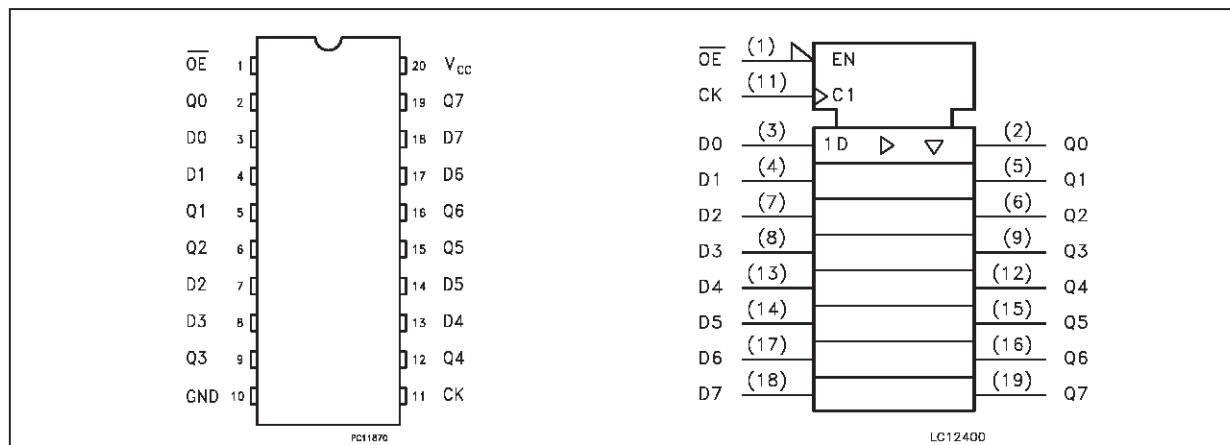 OE 1 20 VCC
Q0 2 19 Q7
D0 3 18 D7
D1 4 17 D6
Q1 5 16 Q6
Q2 6 15 Q5
D2 7 14 D5
D3 8 13 D4
Q3 9 12 Q4
GND 10 11 CK
PC11870
OE (1) EN
CK (11) C1
D0 (3) 1D (2) Q0
D1 (4) (5) Q1
D2 (7) (6) Q2
D3 (8) (9) Q3
D4 (13) (12) Q4
D5 (14) (15) Q5
D6 (17) (16) Q6
D7 (18) (19) Q7
LC12400